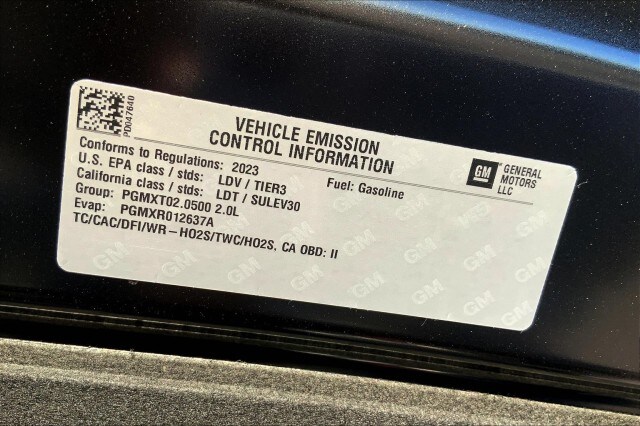 PD047640
VEHICLE EMISSION
CONTROL INFORMATION
GM GENERAL
MOTORS
LLC
Conforms to Regulations: 2023
Fuel: Gasoline
U.S. EPA class / stds: LDV / TIER3
California class / stds: LDT / SULEV30
Group: PGMXT02.0500 2.0L
Evap: PGMXR012637A
TC/CAC/DFI/WR-HO2S/TWC/HO2S, CA OBD: II